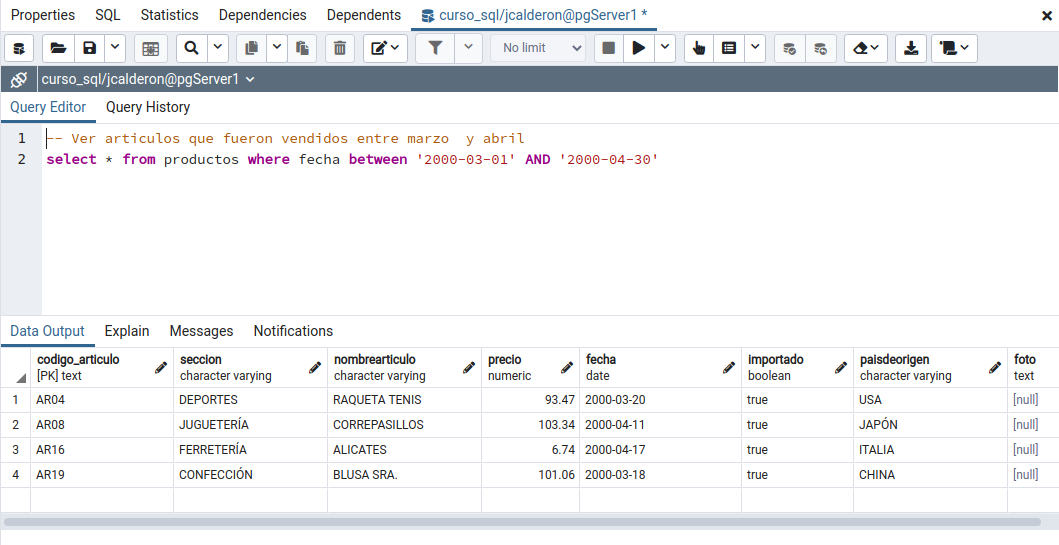 Properties SQL Statistics Dependencies Dependents curso_sql/jcalderon@pgServer1 *
No limit
curso_sql/jcalderon@pgServer1
Query Editor Query History
1 -- Ver articulos que fueron vendidos entre marzo  y abril
2 select * from productos where fecha between '2000-03-01' AND '2000-04-30'
Data Output Explain Messages Notifications
codigo_articulo seccion nombrearticulo precio fecha importado paisdeorigen foto
[PK] text character varying character varying numeric date boolean character varying text
1 AR04 DEPORTES RAQUETA TENIS 93.47 2000-03-20 true USA [null]
2 AR08 JUGUETERÍA CORREPASILLOS 103.34 2000-04-11 true JAPÓN [null]
3 AR16 FERRETERÍA ALICATES 6.74 2000-04-17 true ITALIA [null]
4 AR19 CONFECCIÓN BLUSA SRA. 101.06 2000-03-18 true CHINA [null]